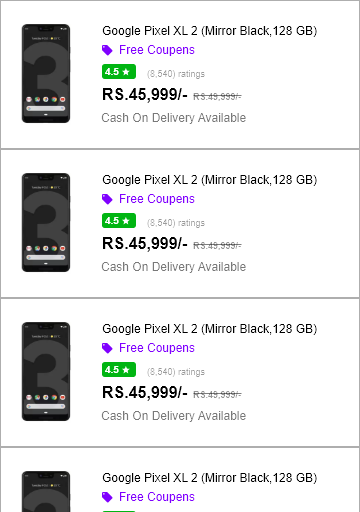 Google Pixel XL 2 (Mirror Black,128 GB)
Free Coupons
4.5 ★ (8,540) ratings
RS.45,999/- RS.49,999/-
Cash On Delivery Available
Google Pixel XL 2 (Mirror Black,128 GB)
Free Coupons
4.5 ★ (8,540) ratings
RS.45,999/- RS.49,999/-
Cash On Delivery Available
Google Pixel XL 2 (Mirror Black,128 GB)
Free Coupons
4.5 ★ (8,540) ratings
RS.45,999/- RS.49,999/-
Cash On Delivery Available
Google Pixel XL 2 (Mirror Black,128 GB)
Free Coupons